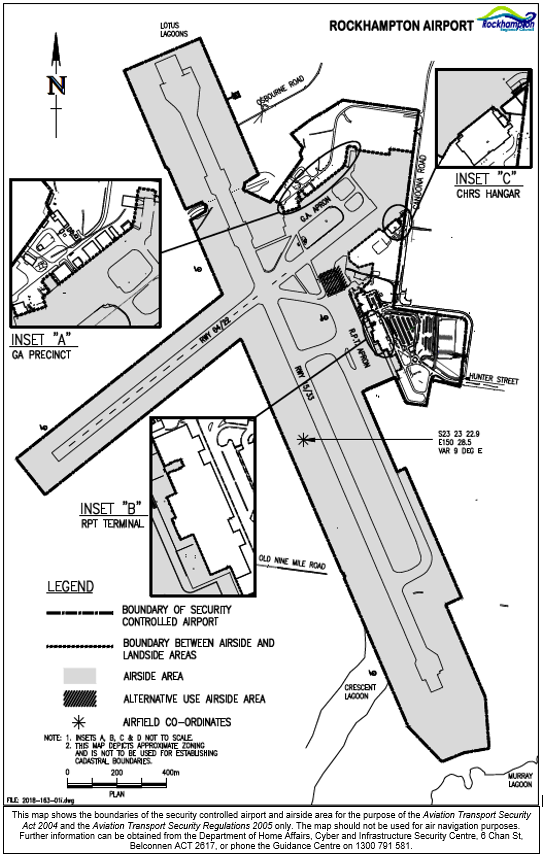 ROCKHAMPTON AIRPORT
Rockhampton
Regional Council
LOTUS
LAGOONS
N
OSBOURNE ROAD
CANOONA ROAD
INSET "C"
CHRS HANGAR
G.A. APRON
INSET "A"
GA PRECINCT
RWY 04/22
R.P.T. APRON
RWY 15/33
HUNTER STREET
S23 23 22.9
E150 28.5
VAR 9 DEG E
INSET "B"
RPT TERMINAL
OLD NINE MILE ROAD
LEGEND
BOUNDARY OF SECURITY
CONTROLLED AIRPORT
BOUNDARY BETWEEN AIRSIDE AND
LANDSIDE AREAS
AIRSIDE AREA
ALTERNATIVE USE AIRSIDE AREA
AIRFIELD CO-ORDINATES
CRESCENT
LAGOON
NOTE: 1. INSETS A, B, C & D NOT TO SCALE.
2. THIS MAP DEPICTS APPROXIMATE ZONING
AND IS NOT TO BE USED FOR ESTABLISHING
CADASTRAL BOUNDARIES.
0 200 400m
PLAN
MURRAY
LAGOON
FILE: 2018-163-01i.dwg
This map shows the boundaries of the security controlled airport and airside area for the purpose of the Aviation Transport Security
Act 2004 and the Aviation Transport Security Regulations 2005 only. The map should not be used for air navigation purposes.
Further information can be obtained from the Department of Home Affairs, Cyber and Infrastructure Security Centre, 6 Chan St,
Belconnen ACT 2617, or phone the Guidance Centre on 1300 791 581.